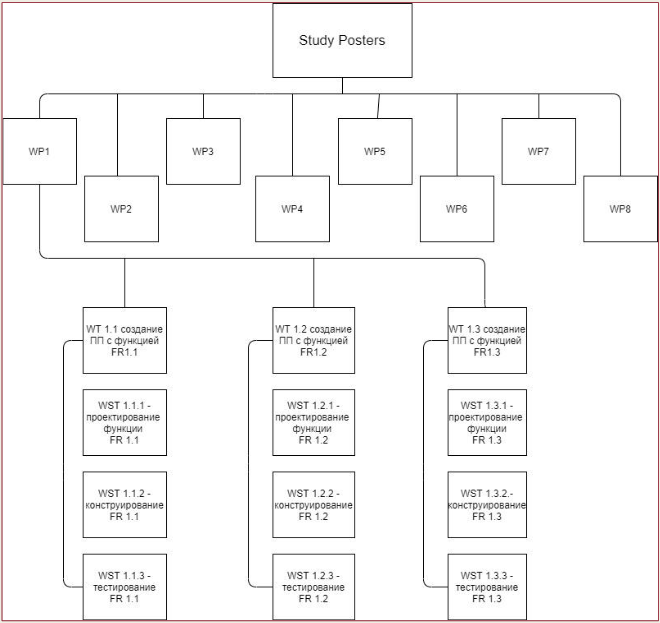 Study Posters
WP1
WP3
WP5
WP7
WP2
WP4
WP6
WP8
WT 1.1 создание
ПП с функцией
FR1.1
WT 1.2 создание
ПП с функцией
FR1.2
WT 1.3 создание
ПП с функцией
FR1.3
WST 1.1.1 -
проектирование
функции
FR 1.1
WST 1.2.1 -
проектирование
функции
FR 1.2
WST 1.3.1 -
проектирование
функции
FR 1.3
WST 1.1.2 -
конструирование
FR 1.1
WST 1.2.2 -
конструирование
FR 1.2
WST 1.3.2.-
конструирование
FR 1.3
WST 1.1.3 -
тестирование
FR 1.1
WST 1.2.3 -
тестирование
FR 1.2
WST 1.3.3 -
тестирование
FR 1.3